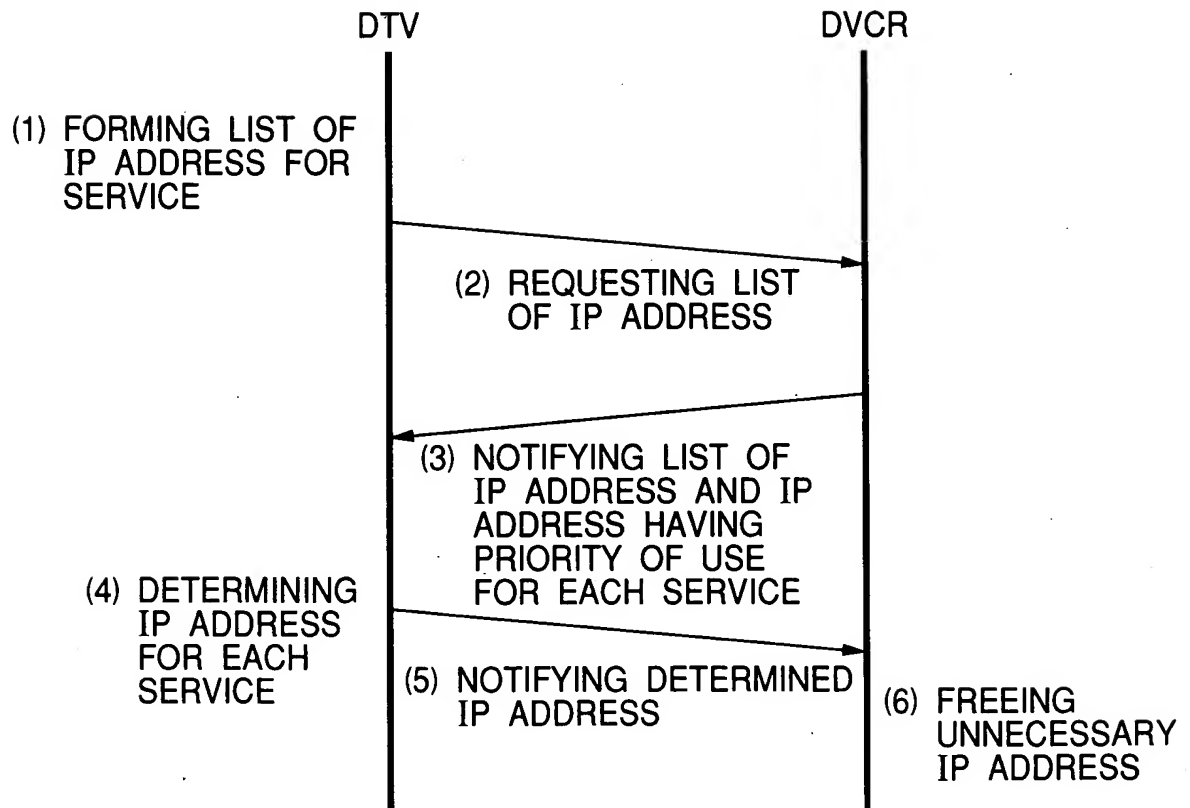 DTV
DVCR
(1) FORMING LIST OF
IP ADDRESS FOR
SERVICE
(2) REQUESTING LIST
OF IP ADDRESS
(3) NOTIFYING LIST OF
IP ADDRESS AND IP
ADDRESS HAVING
PRIORITY OF USE
FOR EACH SERVICE
(4) DETERMINING
IP ADDRESS
FOR EACH
SERVICE
(5) NOTIFYING DETERMINED
IP ADDRESS
(6) FREEING
UNNECESSARY
IP ADDRESS